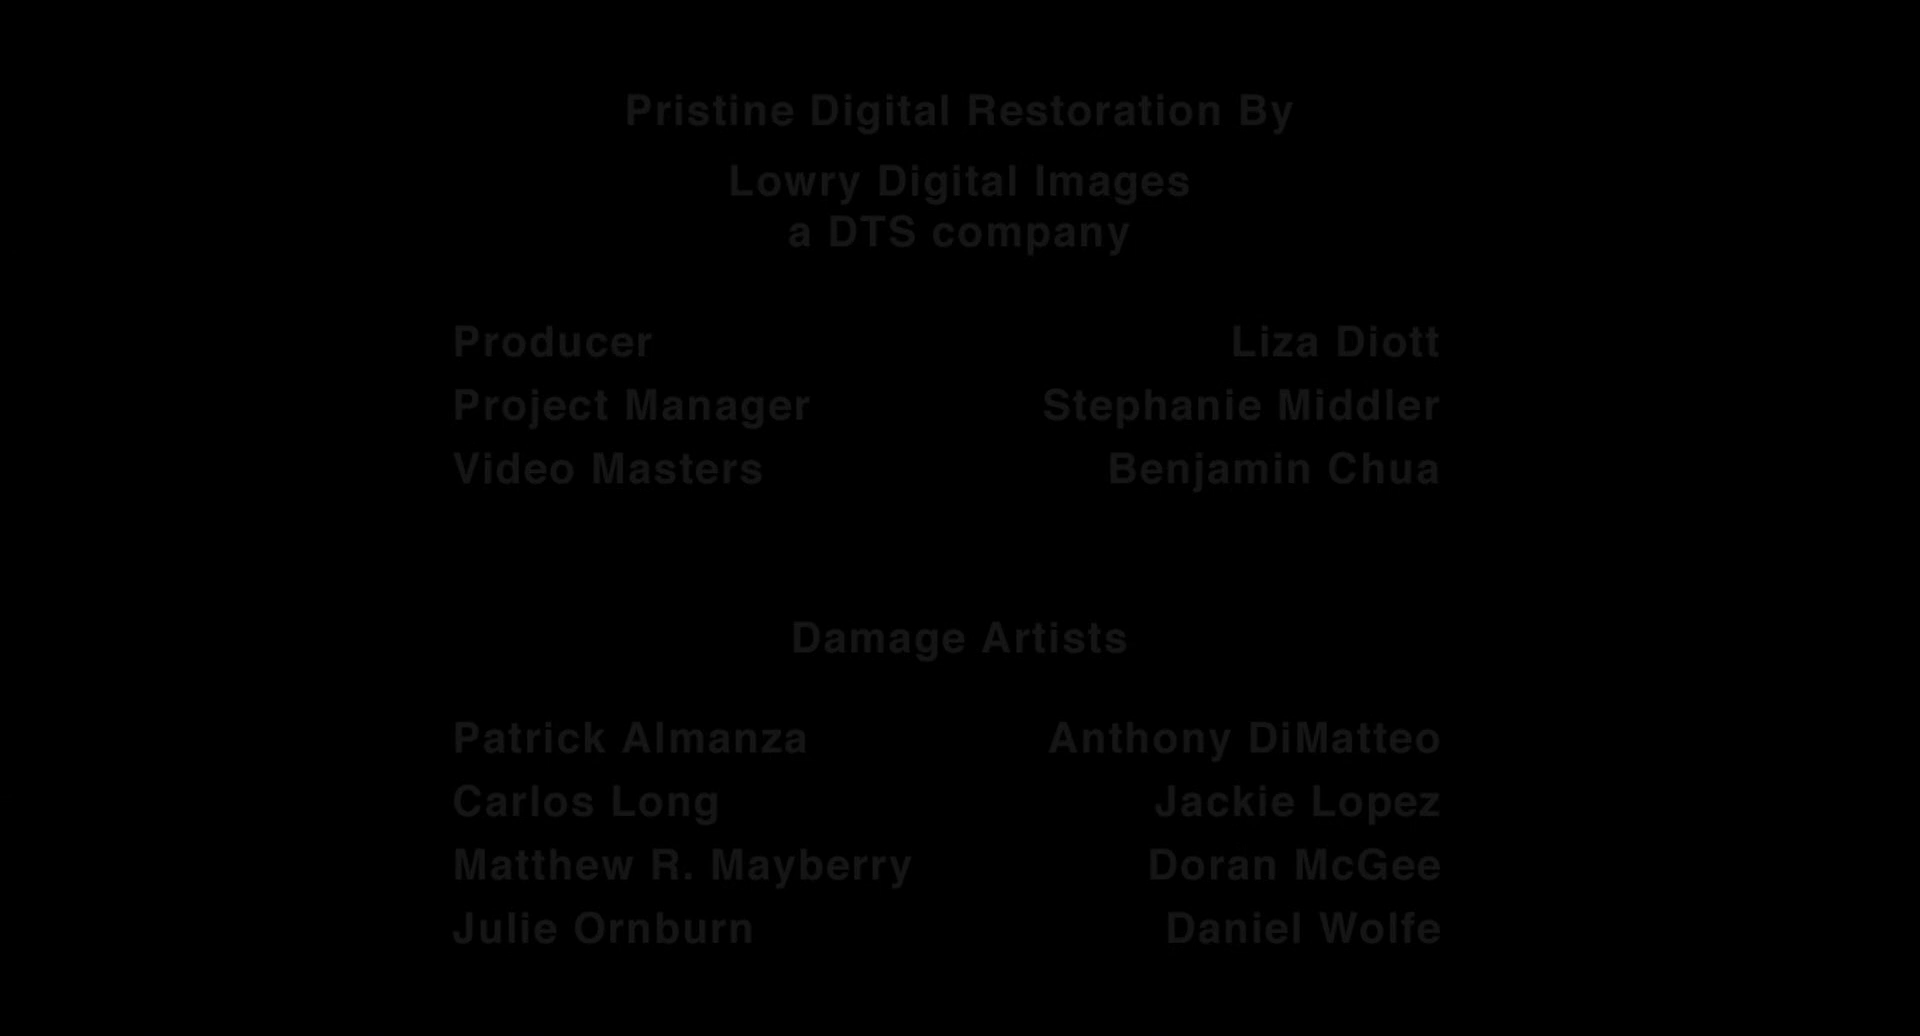 Pristine Digital Restoration By
Lowry Digital Images
a DTS company
Producer Liza Diott
Project Manager Stephanie Middler
Video Masters Benjamin Chua
Damage Artists
Patrick Almanza Anthony DiMatteo
Carlos Long Jackie Lopez
Matthew R. Mayberry Doran McGee
Julie Ornburn Daniel Wolfe